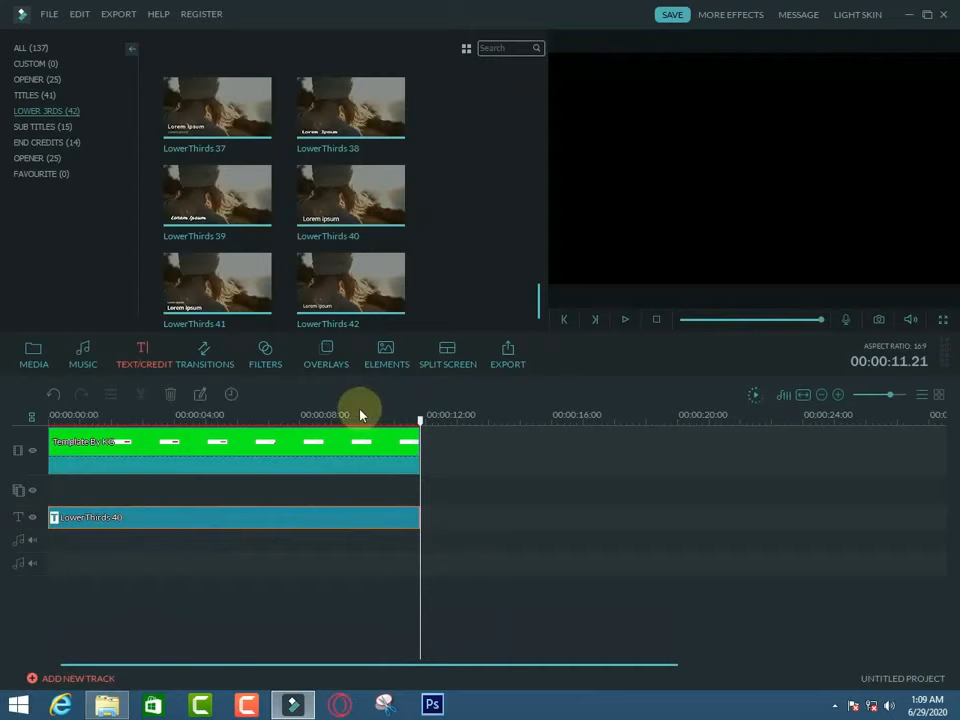 FILE EDIT EXPORT HELP REGISTER SAVE MORE EFFECTS MESSAGE LIGHT SKIN
ALL (137)
CUSTOM (0)
OPENER (25)
TITLES (41)
LOWER 3RDS (42)
SUB TITLES (15)
END CREDITS (14)
OPENER (25)
FAVOURITE (0)
Search
Lorem Ipsum
Lorem Ipsum
LowerThirds 37 LowerThirds 38
Lorem Ipsum
Lorem Ipsum
LowerThirds 39 LowerThirds 40
Lorem Ipsum
Lorem Ipsum
LowerThirds 41 LowerThirds 42
MEDIA MUSIC TEXT/CREDIT TRANSITIONS FILTERS OVERLAYS ELEMENTS SPLIT SCREEN EXPORT
ASPECT RATIO: 16:9
00:00:11.21
00:00:00:00 00:00:04:00 00:00:08:00 00:00:12:00 00:00:16:00 00:00:20:00 00:00:24:00
Template By KG
T LowerThirds 40
ADD NEW TRACK UNTITLED PROJECT
Ps
1:09 AM
6/29/2020